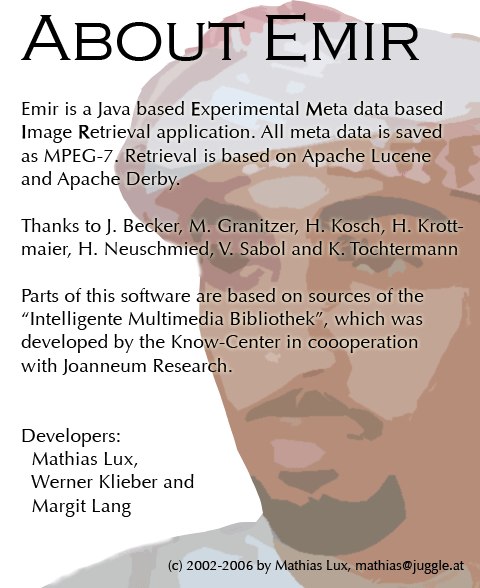 ABOUT EMIR
Emir is a Java based Experimental Meta data based
Image Retrieval application. All meta data is saved
as MPEG-7. Retrieval is based on Apache Lucene
and Apache Derby.
Thanks to J. Becker, M. Granitzer, H. Kosch, H. Krott-
maier, H. Neuschmied, V. Sabol and K. Tochtermann
Parts of this software are based on sources of the
“Intelligente Multimedia Bibliothek”, which was
developed by the Know-Center in coooperation
with Joanneum Research.
Developers:
Mathias Lux,
Werner Klieber and
Margit Lang
(c) 2002-2006 by Mathias Lux, mathias@juggle.at